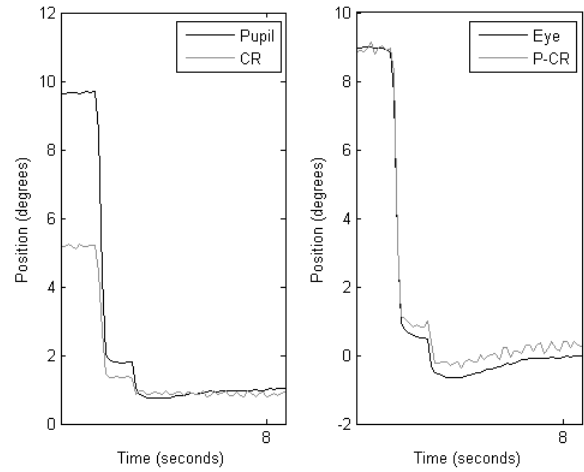 12
10
8
6
4
2
0
Position (degrees)
Pupil
CR
8
Time (seconds)
10
8
6
4
2
0
-2
Position (degrees)
Eye
P-CR
8
Time (seconds)